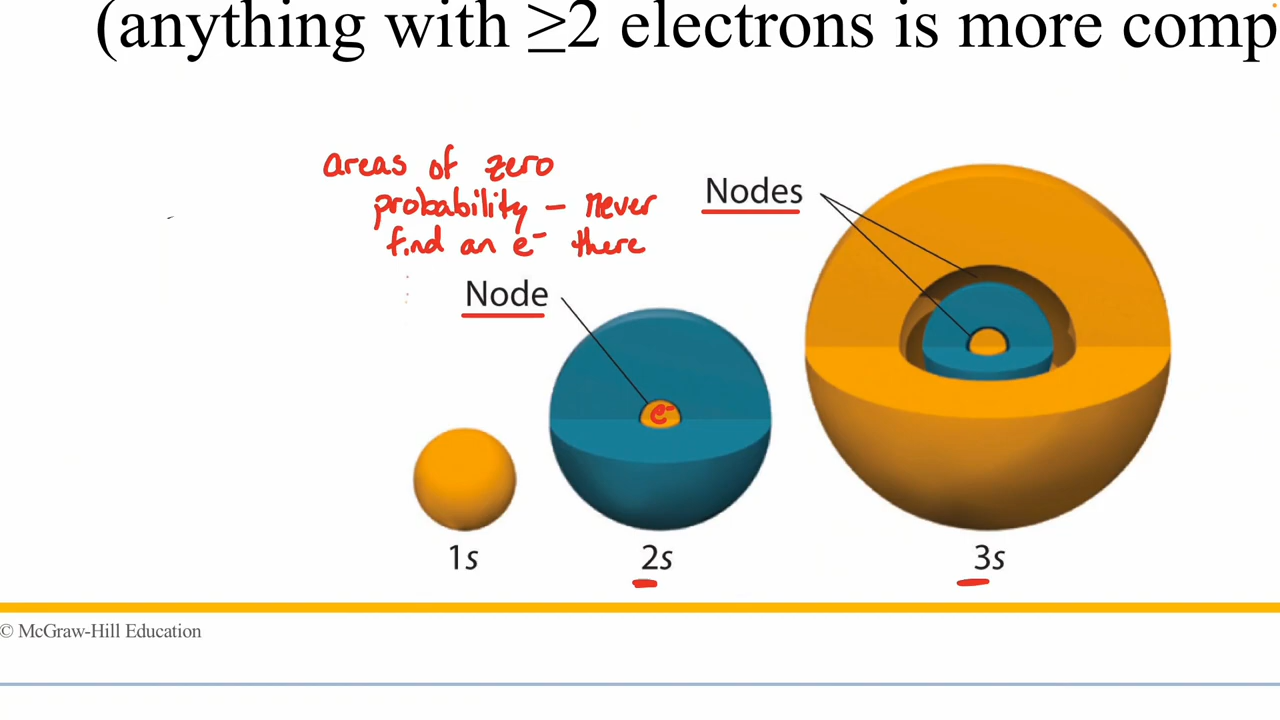 (anything with ≥2 electrons is more comp
areas of zero
probability – Never
find an e⁻ there
Nodes
Node
e⁻
1s
2s
3s
© McGraw-Hill Education